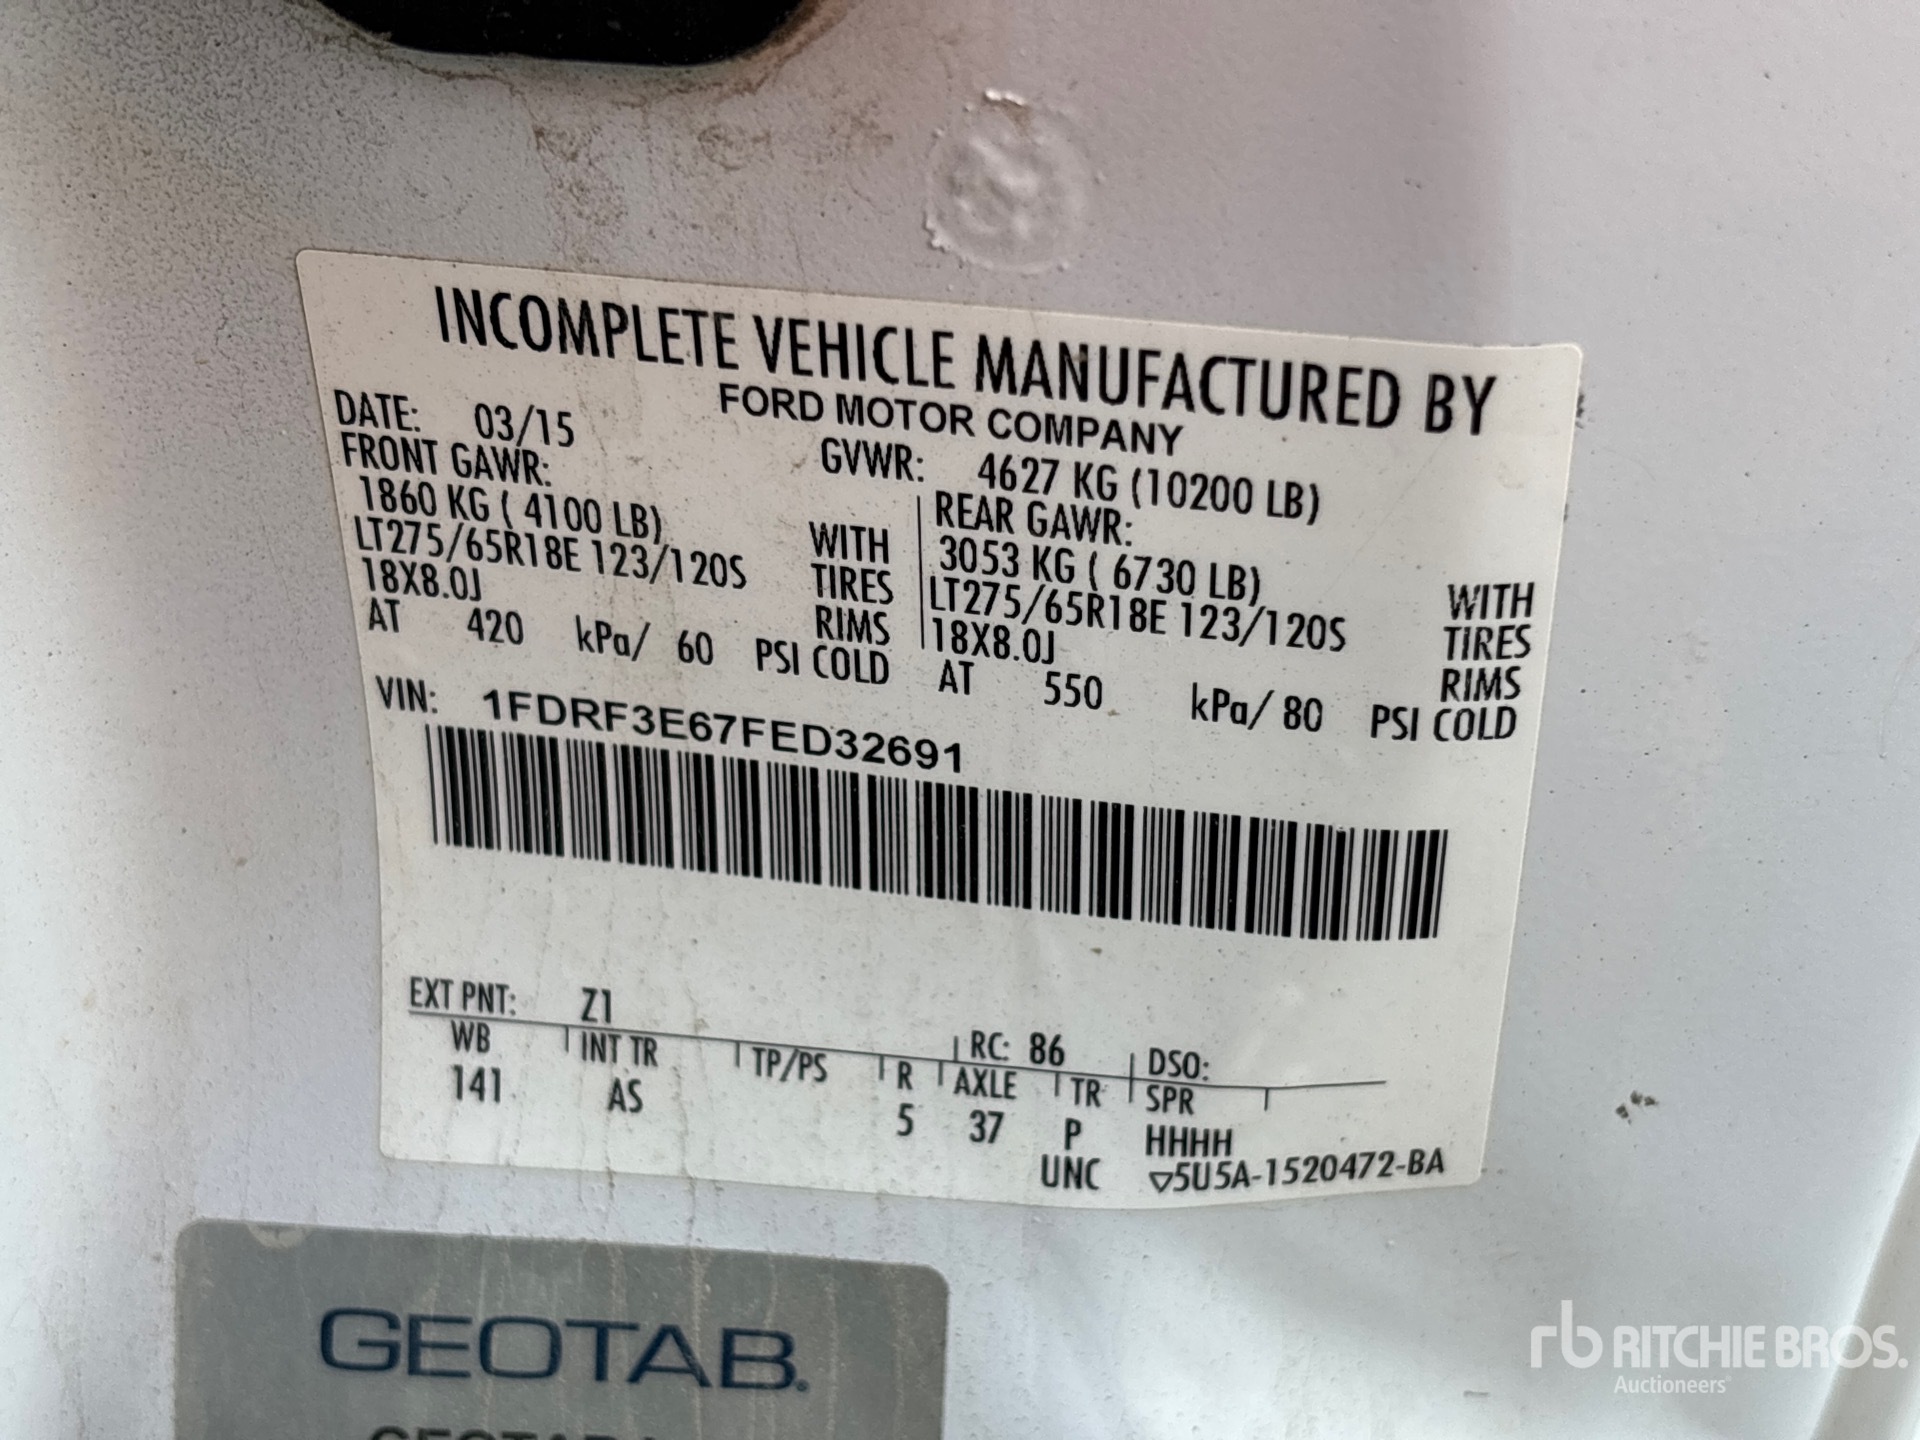 INCOMPLETE VEHICLE MANUFACTURED BY
FORD MOTOR COMPANY
DATE: 03/15
GVWR: 4627 KG (10200 LB)
FRONT GAWR:
1860 KG ( 4100 LB) WITH
LT275/65R18E 123/120S TIRES
18X8.0J RIMS
AT 420 kPa/ 60 PSI COLD
REAR GAWR:
3053 KG ( 6730 LB) WITH
LT275/65R18E 123/120S TIRES
18X8.0J RIMS
AT 550 kPa/ 80 PSI COLD
VIN: 1FDRF3E67FED32691
EXT PNT: Z1 RC: 86 DSO:
WB INT TR TP/PS R AXLE TR SPR
141 AS 5 37 P HHHH
UNC ▽5U5A-1520472-BA
GEOTAB.
rb RITCHIE BROS.
Auctioneers